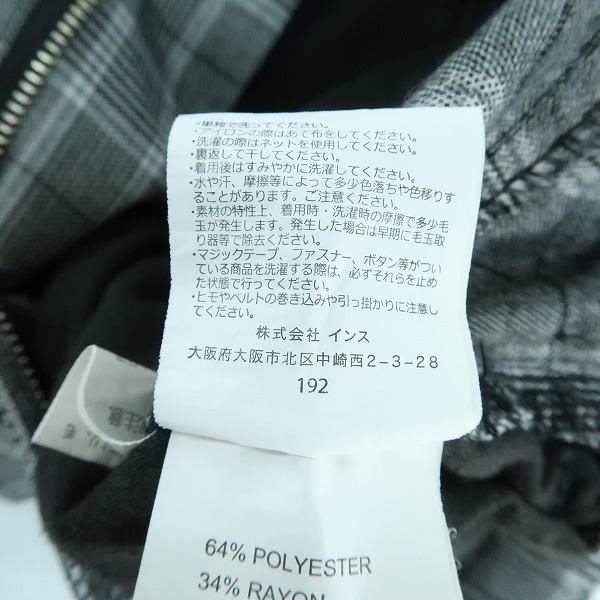 ・単独で洗ってください。
・アイロンの際はあて布をしてください。
・洗濯の際はネットを使用してください。
・裏返して干してください。
・着用後はすみやかに洗濯してください。
・水や汗、摩擦等によって多少色落ちや色移りす
ることがあります。ご注意ください。
・素材の特性上、着用時・洗濯時の摩擦で多少毛
玉が発生します。発生した場合は早期に毛玉取
り器等で除去ください。
・マジックテープ、ファスナー、ボタン等がつい
ている商品を洗濯する際は、必ずそれらを止め
た状態で行ってください。
・ヒモやベルトの巻き込みや引っ掛かりに注意し
てください。
株式会社 インス
大阪府大阪市北区中崎西2-3-28
192
64% POLYESTER
34% RAYON